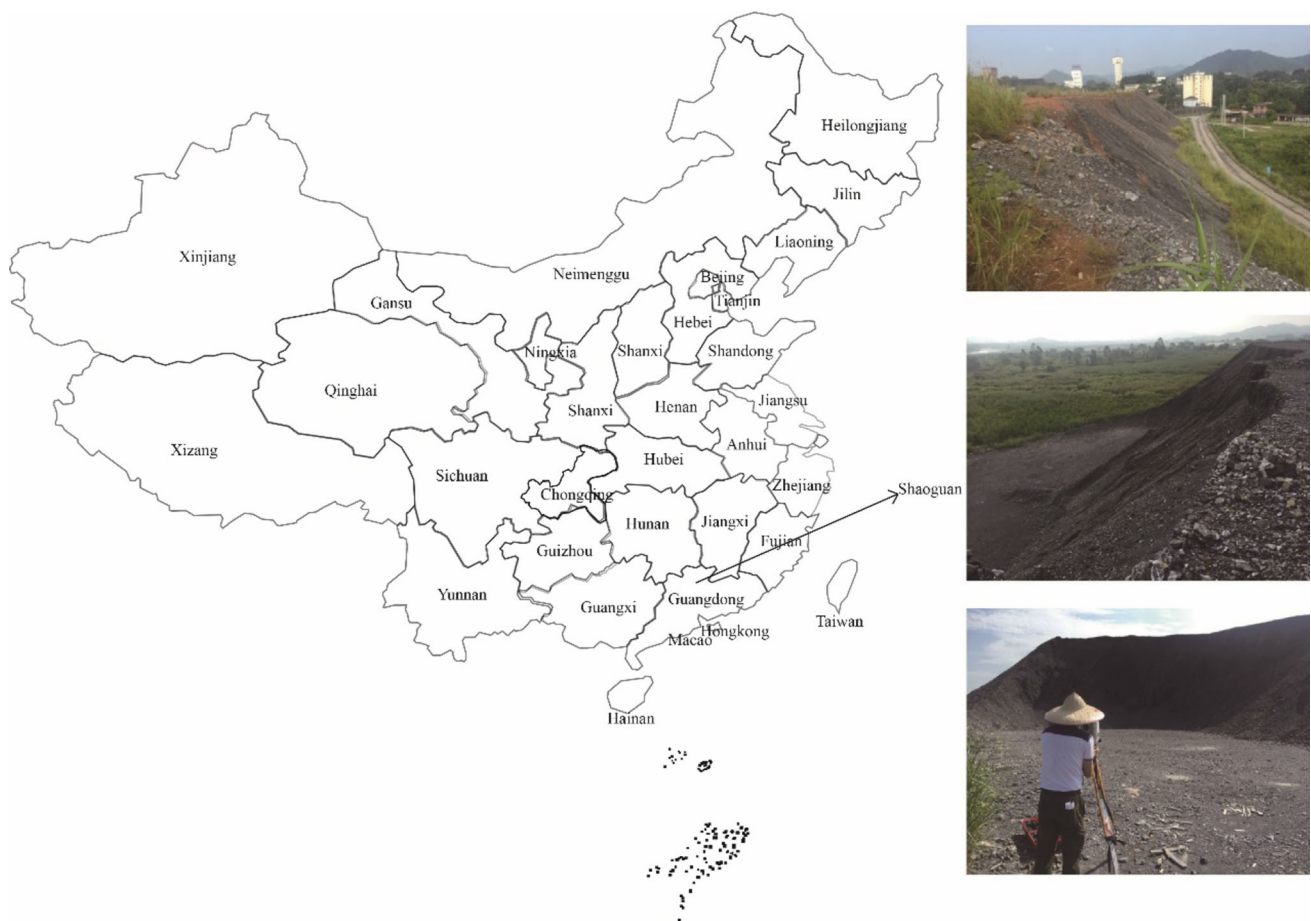 Heilongjiang
Jilin
Liaoning
Xinjiang
Neimenggu
Beijing
Gansu
Tianjin
Hebei
Ningxia
Shanxi
Shandong
Qinghai
Shanxi
Henan
Jiangsu
Anhui
Xizang
Hubei
Sichuan
Zhejiang
Shaoguan
Chongqing
Hunan
Jiangxi
Fujian
Guizhou
Yunnan
Guangxi
Guangdong
Taiwan
Hongkong
Macao
Hainan